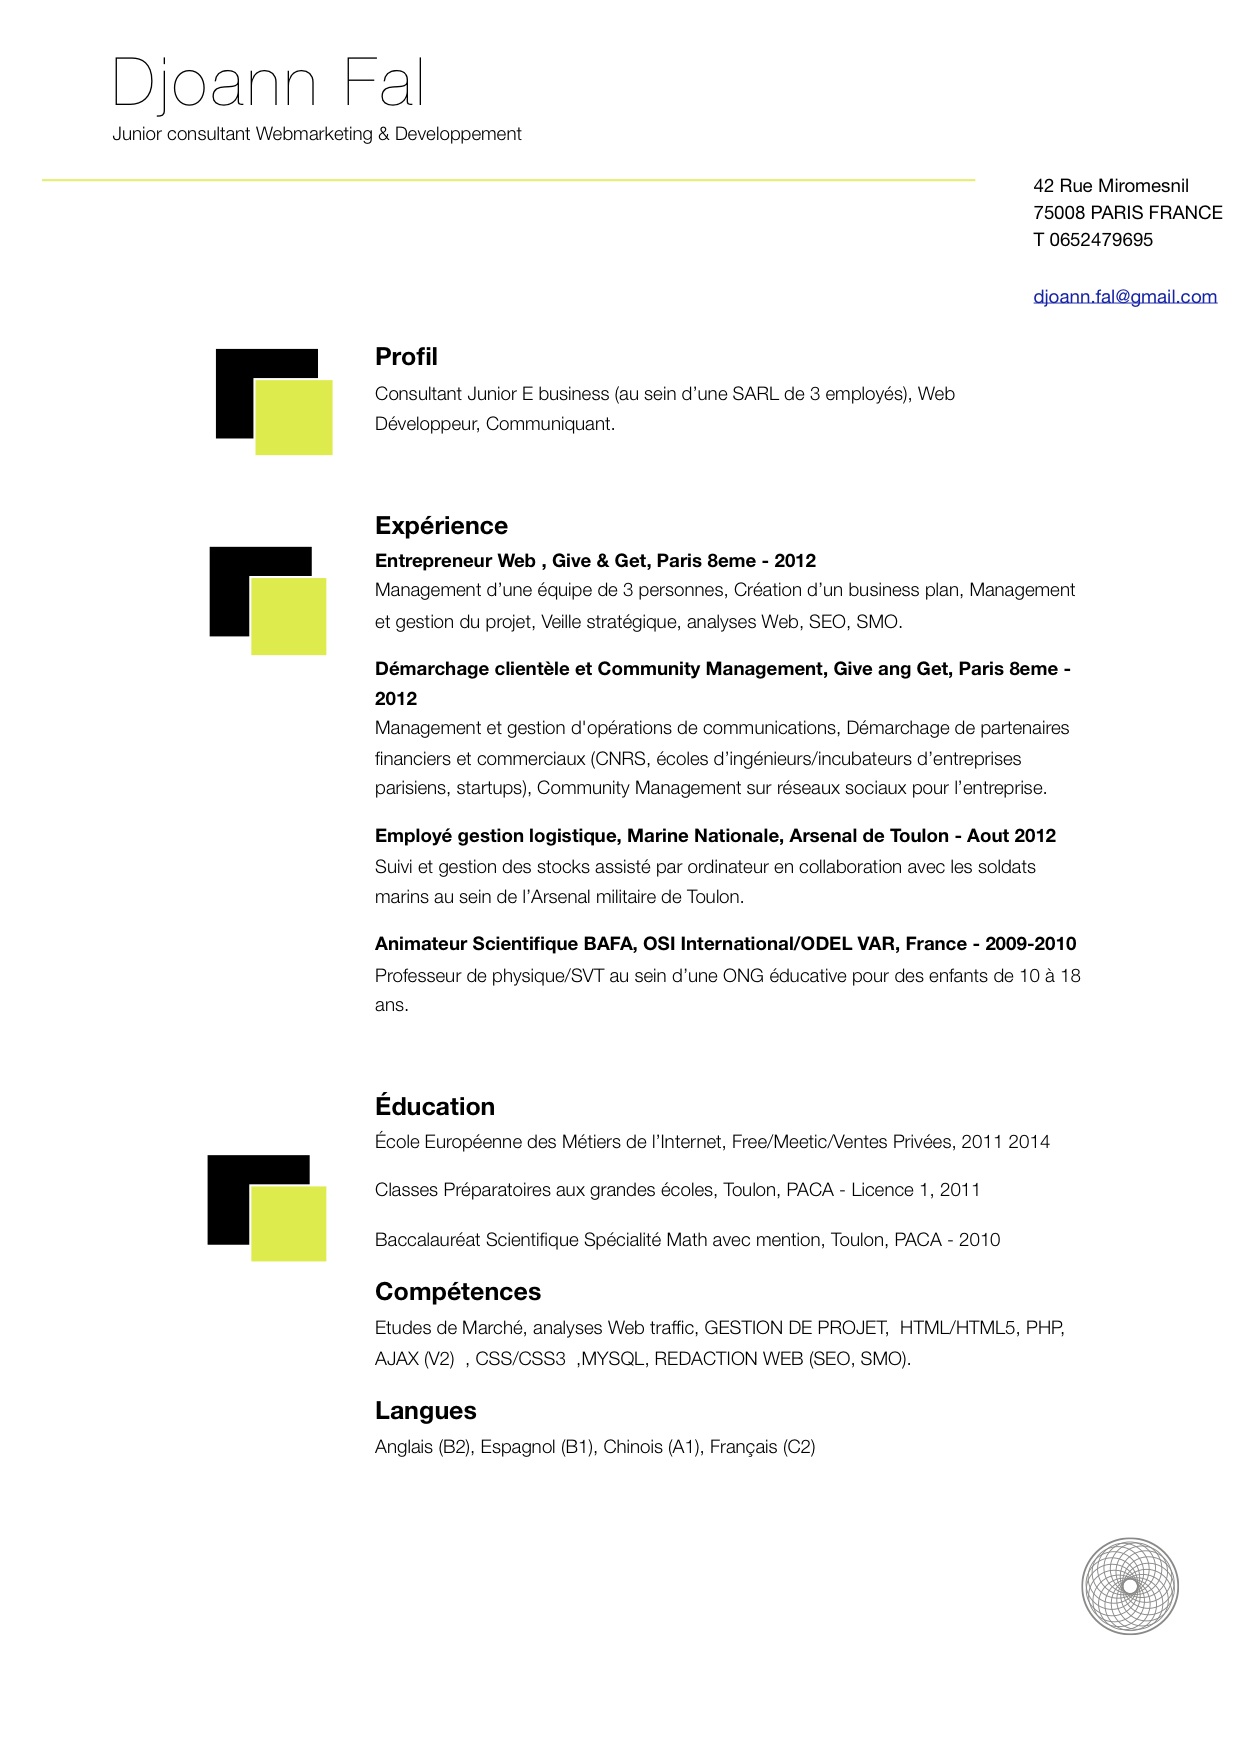 Djoann Fal
Junior consultant Webmarketing & Developpement
42 Rue Miromesnil
75008 PARIS FRANCE
T 0652479695
djoann.fal@gmail.com
Profil
Consultant Junior E business (au sein d’une SARL de 3 employés), Web
Développeur, Communiquant.
Expérience
Entrepreneur Web , Give & Get, Paris 8eme - 2012
Management d’une équipe de 3 personnes, Création d’un business plan, Management
et gestion du projet, Veille stratégique, analyses Web, SEO, SMO.
Démarchage clientèle et Community Management, Give ang Get, Paris 8eme -
2012
Management et gestion d'opérations de communications, Démarchage de partenaires
financiers et commerciaux (CNRS, écoles d’ingénieurs/incubateurs d’entreprises
parisiens, startups), Community Management sur réseaux sociaux pour l’entreprise.
Employé gestion logistique, Marine Nationale, Arsenal de Toulon - Aout 2012
Suivi et gestion des stocks assisté par ordinateur en collaboration avec les soldats
marins au sein de l’Arsenal militaire de Toulon.
Animateur Scientifique BAFA, OSI International/ODEL VAR, France - 2009-2010
Professeur de physique/SVT au sein d’une ONG éducative pour des enfants de 10 à 18
ans.
Éducation
École Européenne des Métiers de l’Internet, Free/Meetic/Ventes Privées, 2011 2014
Classes Préparatoires aux grandes écoles, Toulon, PACA - Licence 1, 2011
Baccalauréat Scientifique Spécialité Math avec mention, Toulon, PACA - 2010
Compétences
Etudes de Marché, analyses Web traffic, GESTION DE PROJET,  HTML/HTML5, PHP,
AJAX (V2)  , CSS/CSS3  ,MYSQL, REDACTION WEB (SEO, SMO).
Langues
Anglais (B2), Espagnol (B1), Chinois (A1), Français (C2)